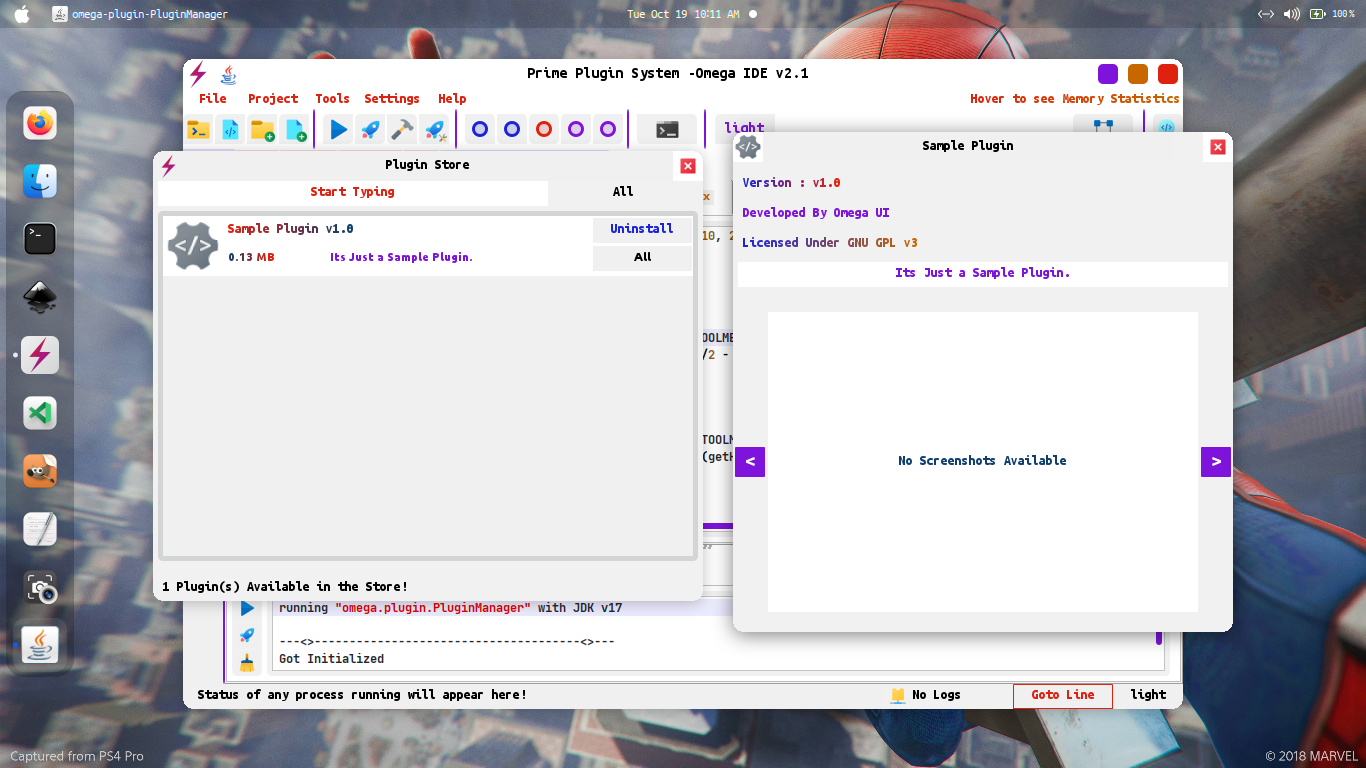 omega-plugin-PluginManager
Tue Oct 19 10:11 AM
100%
Prime Plugin System -Omega IDE v2.1
File Project Tools Settings Help
Hover to see Memory Statistics
light
Plugin Store
Start Typing
All
Sample Plugin v1.0
Uninstall
0.13 MB
Its Just a Sample Plugin.
All
1 Plugin(s) Available in the Store!
x
10, 2
OOLME
/2 -
TOOLM
(getH
Sample Plugin
Version : v1.0
Developed By Omega UI
Licensed Under GNU GPL v3
Its Just a Sample Plugin.
No Screenshots Available
<
>
running "omega.plugin.PluginManager" with JDK v17
---<>--------------------------------------<>---
Got Initialized
Status of any process running will appear here!
No Logs
Goto Line
light
Captured from PS4 Pro
© 2018 MARVEL